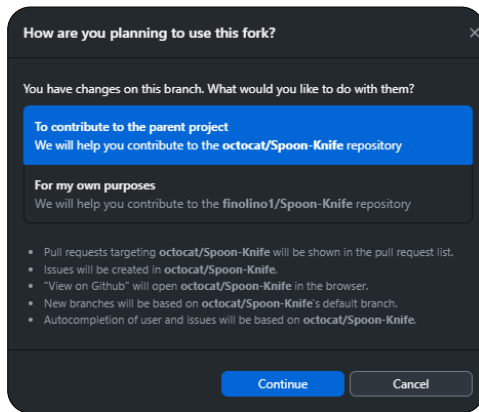 How are you planning to use this fork?
You have changes on this branch. What would you like to do with them?
To contribute to the parent project
We will help you contribute to the octocat/Spoon-Knife repository
For my own purposes
We will help you contribute to the finolino1/Spoon-Knife repository
• Pull requests targeting octocat/Spoon-Knife will be shown in the pull request list.
• Issues will be created in octocat/Spoon-Knife.
• "View on Github" will open octocat/Spoon-Knife in the browser.
• New branches will be based on octocat/Spoon-Knife's default branch.
• Autocompletion of user and issues will be based on octocat/Spoon-Knife.
Continue
Cancel